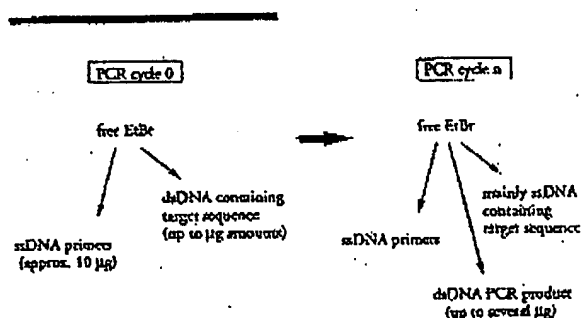 PCR cycle 0
free EtBr
ssDNA primers
(approx. 10 µg)
dsDNA containing
target sequence
(up to µg amounts)
PCR cycle n
free EtBr
ssDNA primers
mainly ssDNA
containing
target sequence
dsDNA PCR product
(up to several µg)